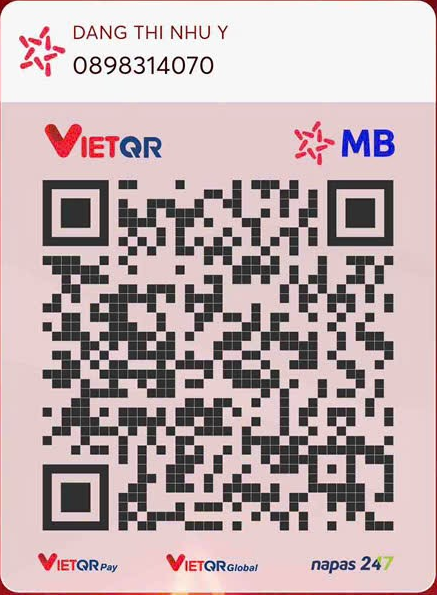 DANG THI NHU Y
0898314070
VIETQR
MB
VIETQR Pay
VIETQR Global
napas 247